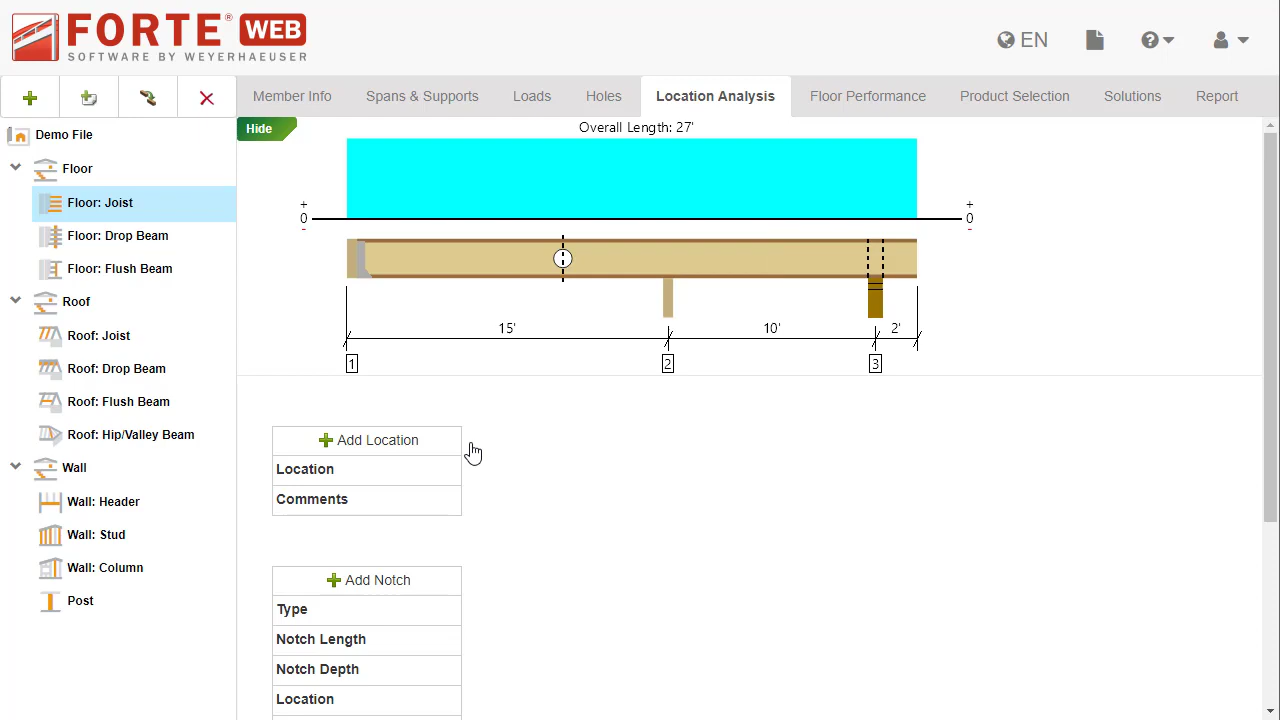 FORTE® WEB
SOFTWARE BY WEYERHAEUSER
EN
Member Info
Spans & Supports
Loads
Holes
Location Analysis
Floor Performance
Product Selection
Solutions
Report
Hide
Overall Length: 27'
Demo File
Floor
Floor: Joist
Floor: Drop Beam
Floor: Flush Beam
Roof
Roof: Joist
Roof: Drop Beam
Roof: Flush Beam
Roof: Hip/Valley Beam
Wall
Wall: Header
Wall: Stud
Wall: Column
Post
+
0
-
+
0
-
15'
10'
2'
1
2
3
Add Location
Location
Comments
Add Notch
Type
Notch Length
Notch Depth
Location